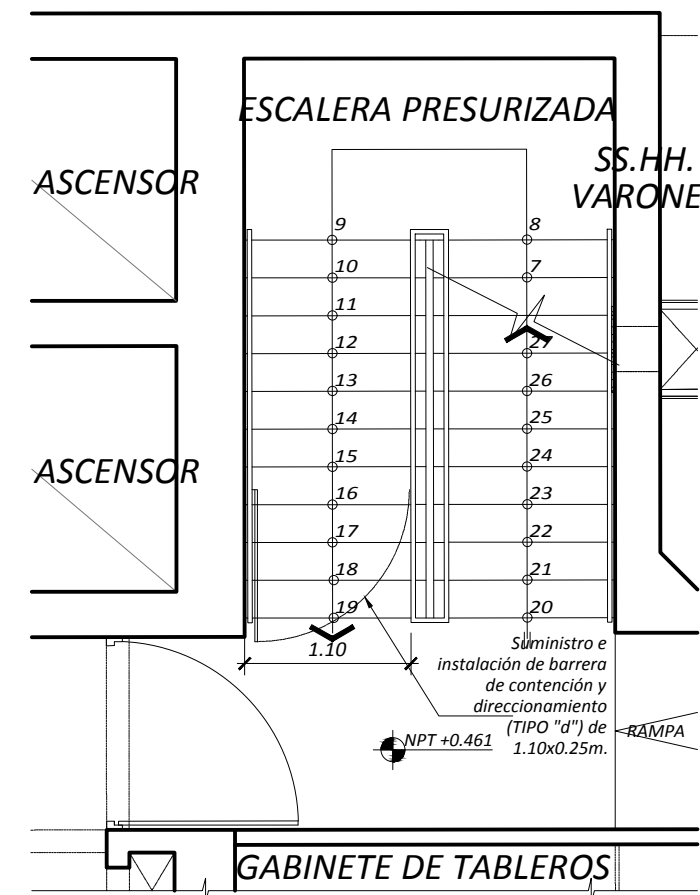 ESCALERA PRESURIZADA
ASCENSOR
SS.HH.
VARONE
9
8
10
7
11
12
27
13
26
14
25
ASCENSOR
15
24
16
23
17
22
18
21
19
20
1.10
Suministro e
instalación de barrera
de contención y
direccionamiento
(TIPO "d") de
1.10x0.25m.
NPT +0.461
RAMPA
GABINETE DE TABLEROS